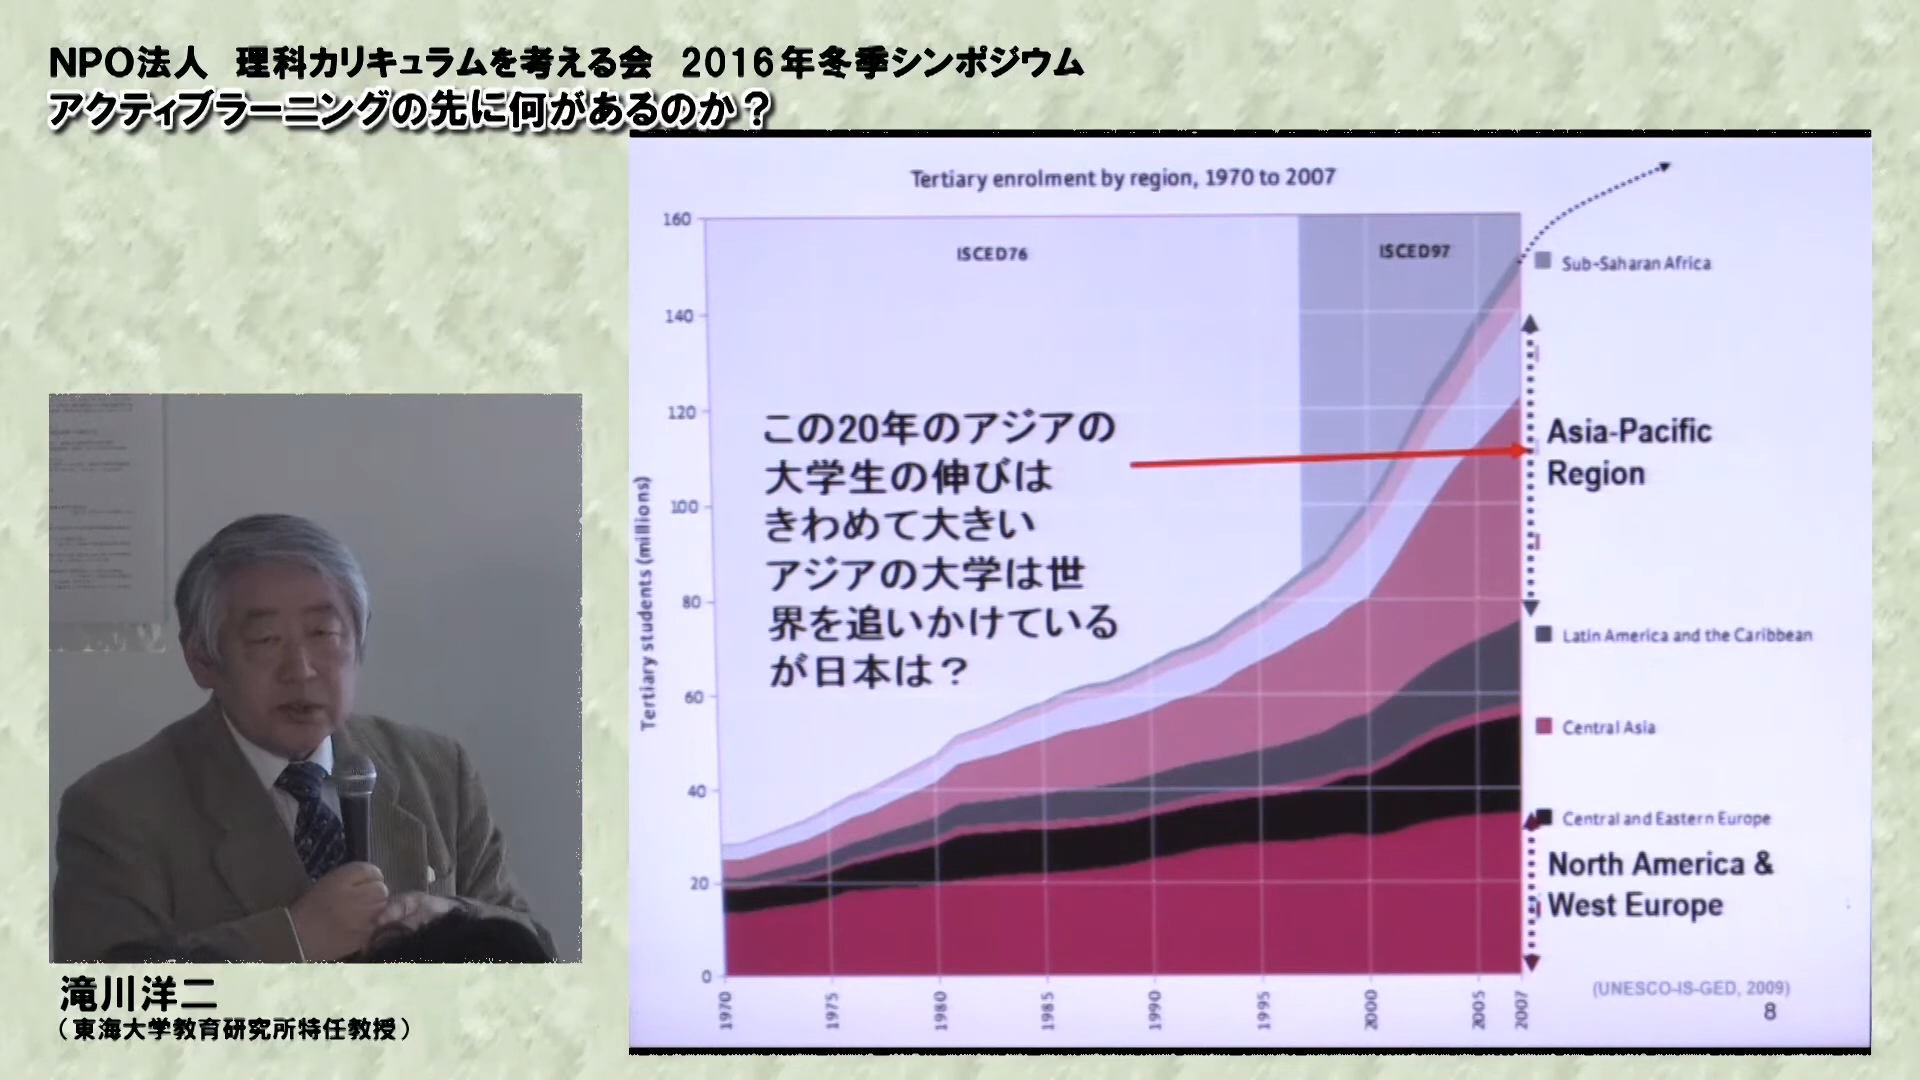 NPO法人　理科カリキュラムを考える会　2016年冬季シンポジウム
アクティブラーニングの先に何があるのか？
Tertiary enrolment by region, 1970 to 2007
ISCED76
ISCED97
Tertiary students (millions)
160
140
120
100
80
60
40
20
0
1970
1975
1980
1985
1990
1995
2000
2005
2007
この20年のアジアの
大学生の伸びは
きわめて大きい
アジアの大学は世
界を追いかけている
が日本は？
Sub-Saharan Africa
Asia-Pacific
Region
Latin America and the Caribbean
Central Asia
Central and Eastern Europe
North America &
West Europe
(UNESCO-IS-GED, 2009)
8
滝川洋二
（東海大学教育研究所特任教授）